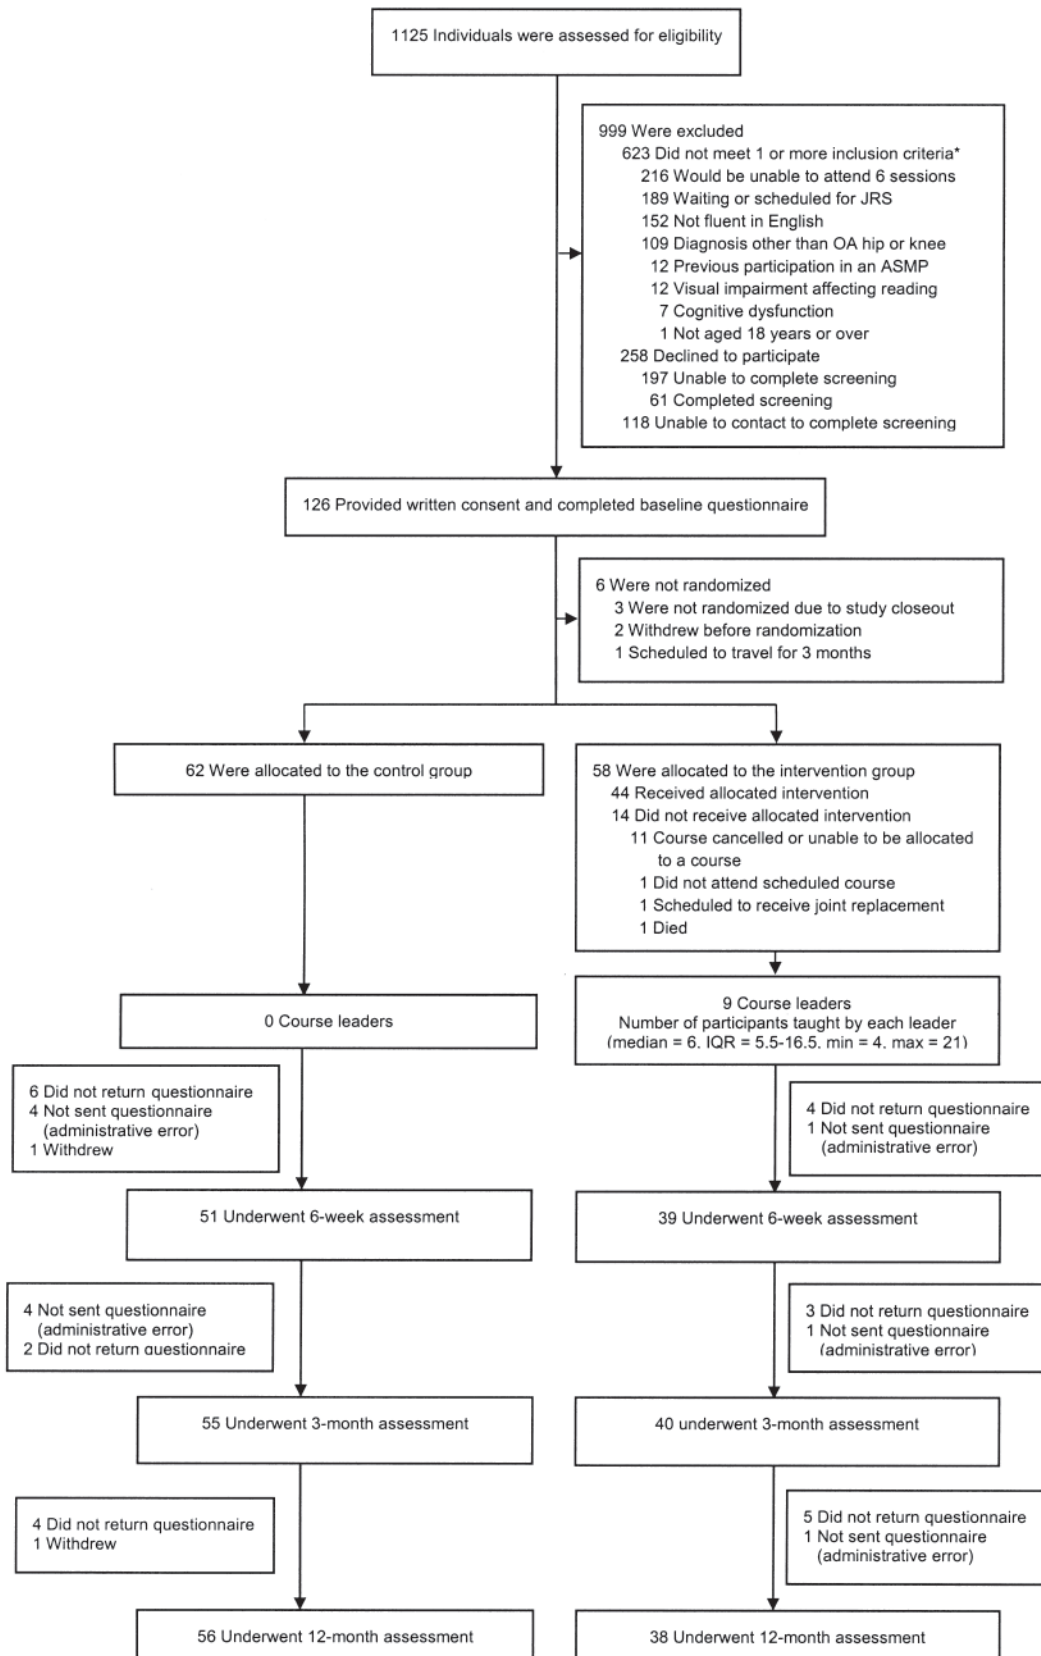 1125 Individuals were assessed for eligibility
999 Were excluded
623 Did not meet 1 or more inclusion criteria*
216 Would be unable to attend 6 sessions
189 Waiting or scheduled for JRS
152 Not fluent in English
109 Diagnosis other than OA hip or knee
12 Previous participation in an ASMP
12 Visual impairment affecting reading
7 Cognitive dysfunction
1 Not aged 18 years or over
258 Declined to participate
197 Unable to complete screening
61 Completed screening
118 Unable to contact to complete screening
126 Provided written consent and completed baseline questionnaire
6 Were not randomized
3 Were not randomized due to study closeout
2 Withdrew before randomization
1 Scheduled to travel for 3 months
62 Were allocated to the control group
58 Were allocated to the intervention group
44 Received allocated intervention
14 Did not receive allocated intervention
11 Course cancelled or unable to be allocated
to a course
1 Did not attend scheduled course
1 Scheduled to receive joint replacement
1 Died
0 Course leaders
9 Course leaders
Number of participants taught by each leader
(median = 6. IQR = 5.5-16.5. min = 4. max = 21)
6 Did not return questionnaire
4 Not sent questionnaire
(administrative error)
1 Withdrew
4 Did not return questionnaire
1 Not sent questionnaire
(administrative error)
51 Underwent 6-week assessment
39 Underwent 6-week assessment
4 Not sent questionnaire
(administrative error)
2 Did not return questionnaire
3 Did not return questionnaire
1 Not sent questionnaire
(administrative error)
55 Underwent 3-month assessment
40 underwent 3-month assessment
4 Did not return questionnaire
1 Withdrew
5 Did not return questionnaire
1 Not sent questionnaire
(administrative error)
56 Underwent 12-month assessment
38 Underwent 12-month assessment